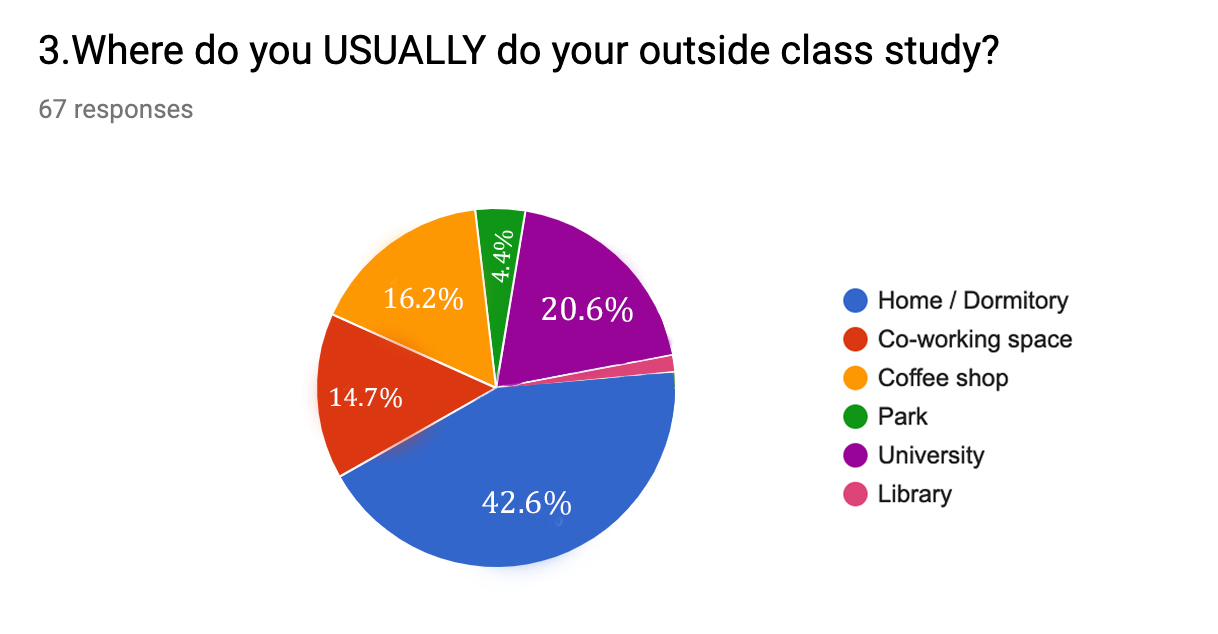 3.Where do you USUALLY do your outside class study?
67 responses
4.4%
16.2%
20.6%
14.7%
42.6%
Home / Dormitory
Co-working space
Coffee shop
Park
University
Library